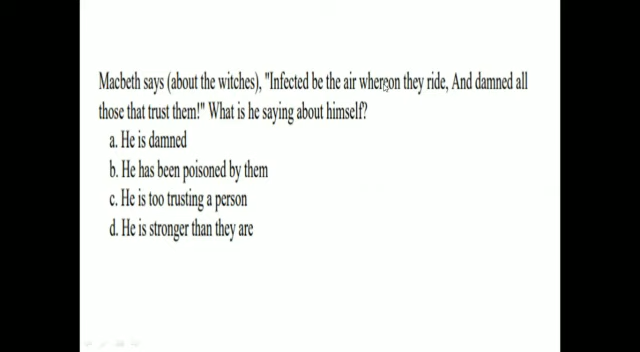 Macbeth says (about the witches), "Infected be the air whereon they ride, And damned all
those that trust them!" What is he saying about himself?
a. He is damned
b. He has been poisoned by them
c. He is too trusting a person
d. He is stronger than they are